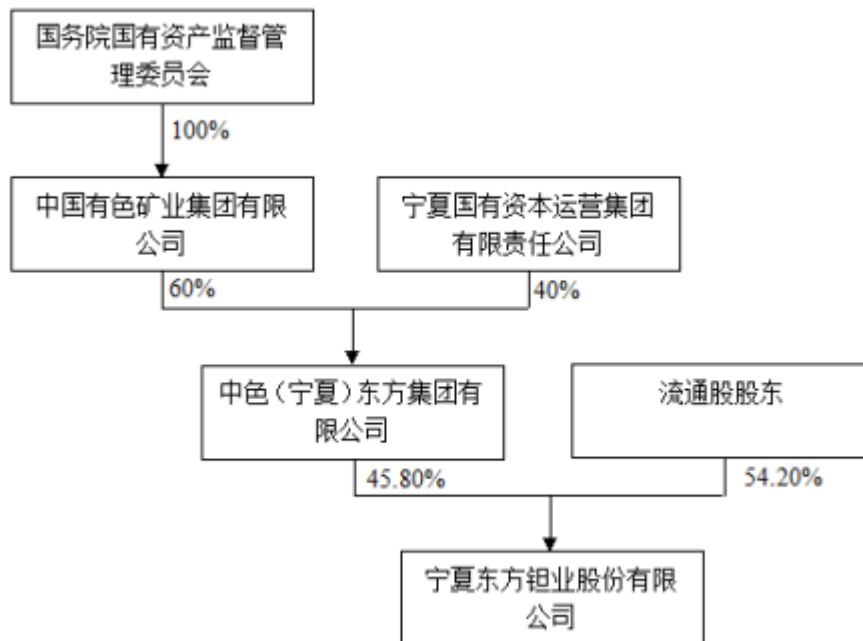 国务院国有资产监督管
理委员会
100%
中国有色矿业集团有限
公司
宁夏国有资本运营集团
有限责任公司
60%
40%
中色（宁夏）东方集团有
限公司
流通股股东
45.80%
54.20%
宁夏东方钽业股份有限
公司